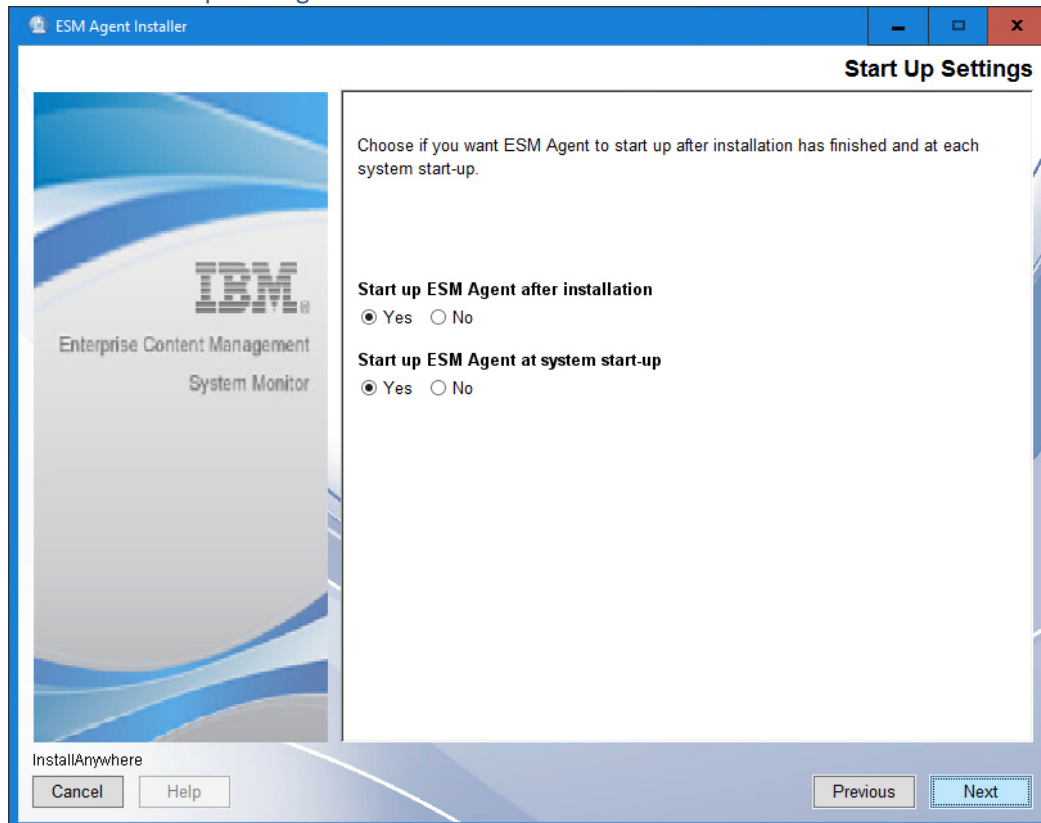 ESM Agent Installer
Start Up Settings
Choose if you want ESM Agent to start up after installation has finished and at each
system start-up.
IBM®
Enterprise Content Management
System Monitor
Start up ESM Agent after installation
Yes No
Start up ESM Agent at system start-up
Yes No
InstallAnywhere
Cancel Help Previous Next